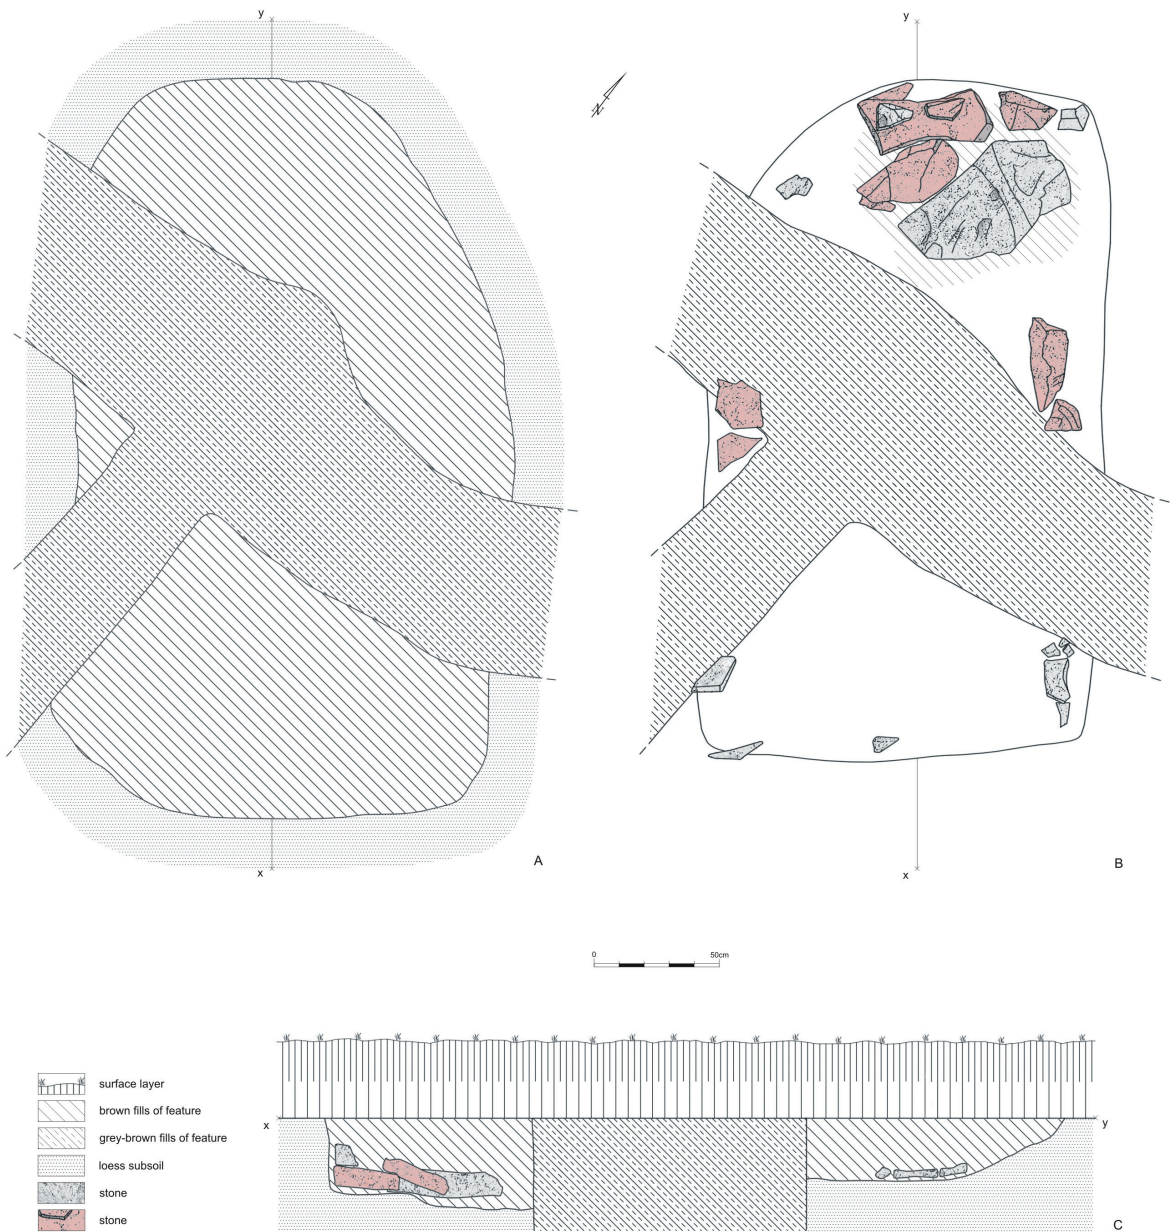 y
y
N
A
B
x
x
0 50cm
surface layer
brown fills of feature
x
y
grey-brown fills of feature
loess subsoil
stone
stone
C